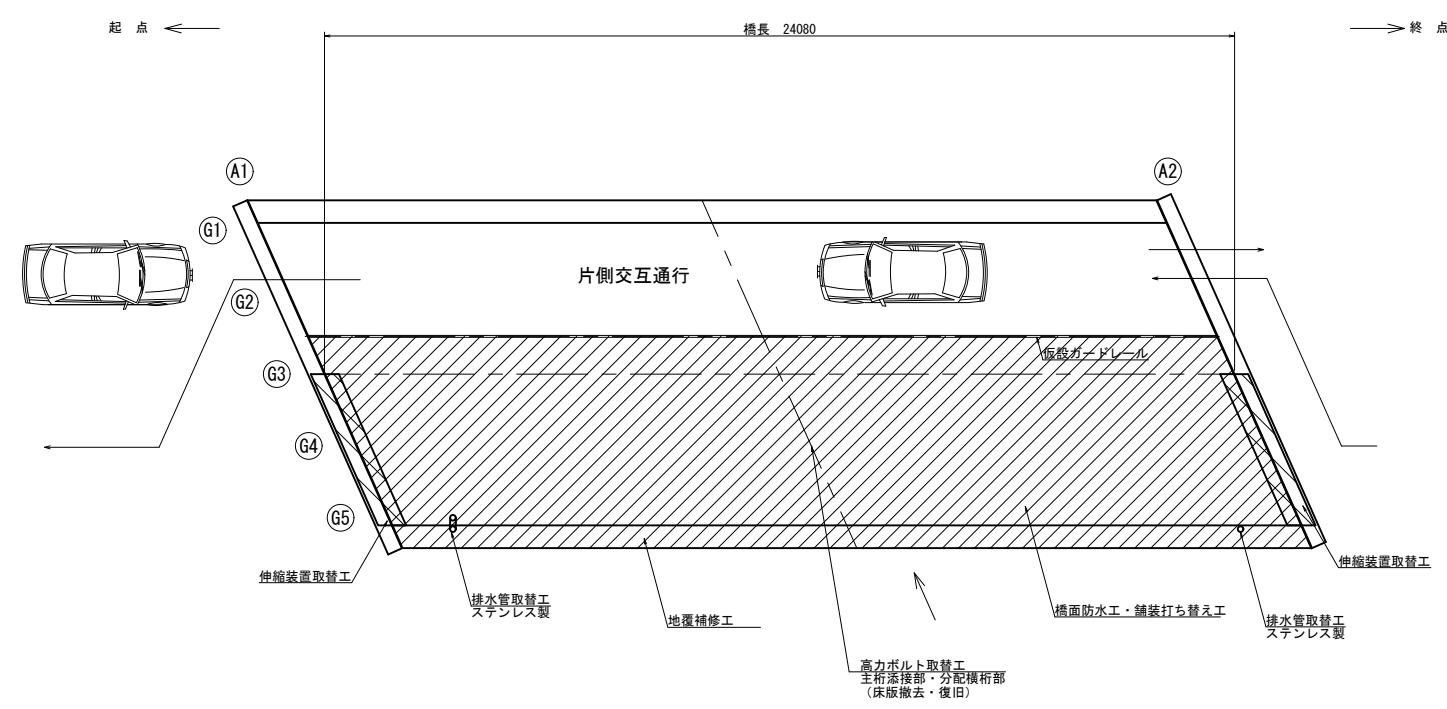 起 点
橋長 24080
終 点
A1
A2
G1
片側交互通行
G2
仮設ガードレール
G3
G4
G5
伸縮装置取替工
伸縮装置取替工
排水管取替工
ステンレス製
地覆補修工
橋面防水工・舗装打ち替え工
排水管取替工
ステンレス製
高力ボルト取替工
主桁添接部・分配横桁部
（床版撤去・復旧）